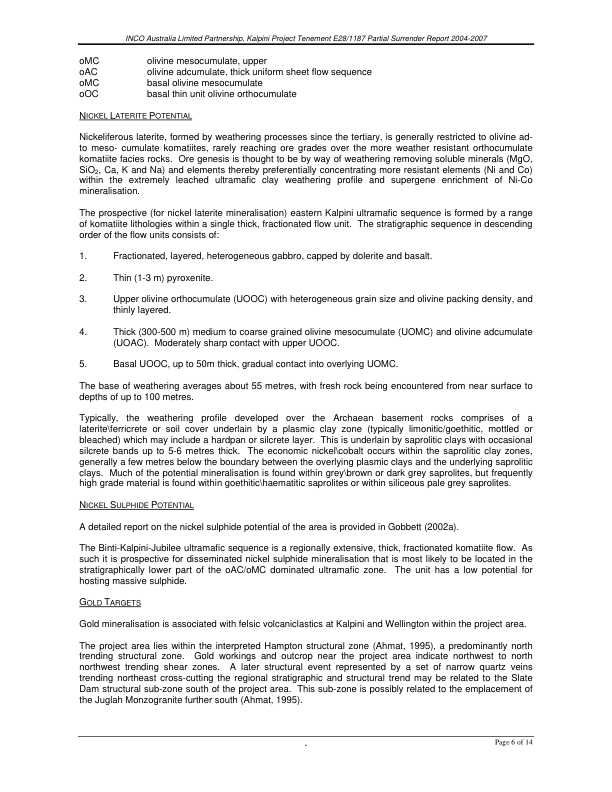 INCO Australia Limited Partnership, Kalpini Project Tenement E28/1187 Partial Surrender Report 2004-2007
oMC olivine mesocumulate, upper
oAC olivine adcumulate, thick uniform sheet flow sequence
oMC basal olivine mesocumulate
oOC basal thin unit olivine orthocumulate
NICKEL LATERITE POTENTIAL
Nickeliferous laterite, formed by weathering processes since the tertiary, is generally restricted to olivine ad-
to meso- cumulate komatiites, rarely reaching ore grades over the more weather resistant orthocumulate
komatiite facies rocks. Ore genesis is thought to be by way of weathering removing soluble minerals (MgO,
SiO₂, Ca, K and Na) and elements thereby preferentially concentrating more resistant elements (Ni and Co)
within the extremely leached ultramafic clay weathering profile and supergene enrichment of Ni-Co
mineralisation.
The prospective (for nickel laterite mineralisation) eastern Kalpini ultramafic sequence is formed by a range
of komatiite lithologies within a single thick, fractionated flow unit. The stratigraphic sequence in descending
order of the flow units consists of:
1. Fractionated, layered, heterogeneous gabbro, capped by dolerite and basalt.
2. Thin (1-3 m) pyroxenite.
3. Upper olivine orthocumulate (UOOC) with heterogeneous grain size and olivine packing density, and
thinly layered.
4. Thick (300-500 m) medium to coarse grained olivine mesocumulate (UOMC) and olivine adcumulate
(UOAC). Moderately sharp contact with upper UOOC.
5. Basal UOOC, up to 50m thick, gradual contact into overlying UOMC.
The base of weathering averages about 55 metres, with fresh rock being encountered from near surface to
depths of up to 100 metres.
Typically, the weathering profile developed over the Archaean basement rocks comprises of a
laterite\ferricrete or soil cover underlain by a plasmic clay zone (typically limonitic/goethitic, mottled or
bleached) which may include a hardpan or silcrete layer. This is underlain by saprolitic clays with occasional
silcrete bands up to 5-6 metres thick. The economic nickel\cobalt occurs within the saprolitic clay zones,
generally a few metres below the boundary between the overlying plasmic clays and the underlying saprolitic
clays. Much of the potential mineralisation is found within grey\brown or dark grey saprolites, but frequently
high grade material is found within goethitic\haematitic saprolites or within siliceous pale grey saprolites.
NICKEL SULPHIDE POTENTIAL
A detailed report on the nickel sulphide potential of the area is provided in Gobbett (2002a).
The Binti-Kalpini-Jubilee ultramafic sequence is a regionally extensive, thick, fractionated komatiite flow. As
such it is prospective for disseminated nickel sulphide mineralisation that is most likely to be located in the
stratigraphically lower part of the oAC/oMC dominated ultramafic zone. The unit has a low potential for
hosting massive sulphide.
GOLD TARGETS
Gold mineralisation is associated with felsic volcaniclastics at Kalpini and Wellington within the project area.
The project area lies within the interpreted Hampton structural zone (Ahmat, 1995), a predominantly north
trending structural zone. Gold workings and outcrop near the project area indicate northwest to north
northwest trending shear zones. A later structural event represented by a set of narrow quartz veins
trending northeast cross-cutting the regional stratigraphic and structural trend may be related to the Slate
Dam structural sub-zone south of the project area. This sub-zone is possibly related to the emplacement of
the Juglah Monzogranite further south (Ahmat, 1995).
- Page 6 of 14